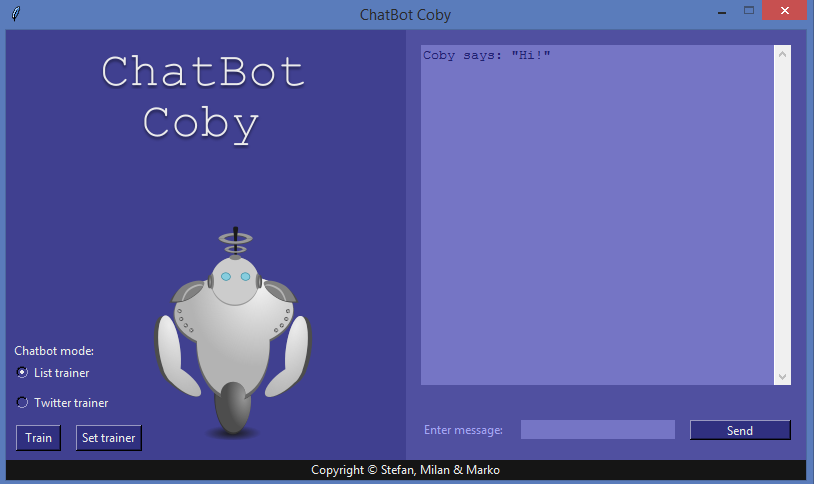 ChatBot Coby
ChatBot
Coby
Coby says: "Hi!"
Chatbot mode:
List trainer
Twitter trainer
Train
Set trainer
Enter message:
Send
Copyright © Stefan, Milan & Marko